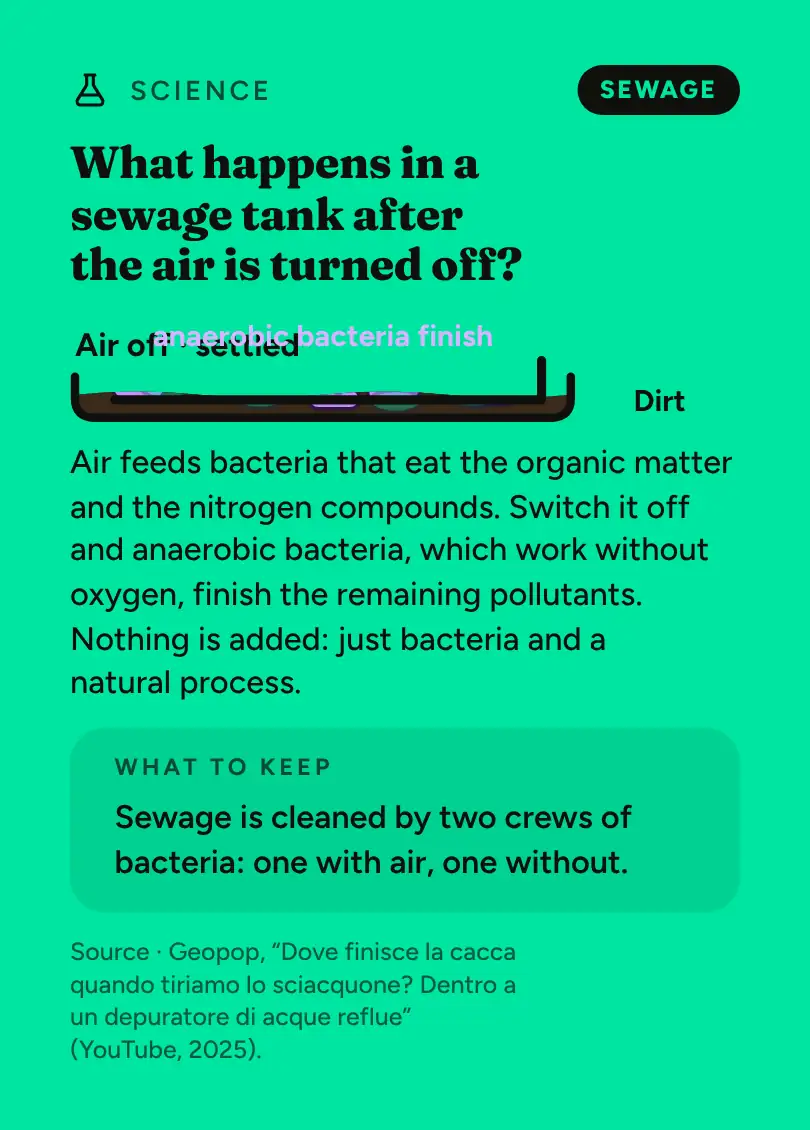 SCIENCE
SEWAGE
What happens in a
sewage tank after
the air is turned off?
anaerobic bacteria finish
Air off · settled
Dirt
Air feeds bacteria that eat the organic matter
and the nitrogen compounds. Switch it off
and anaerobic bacteria, which work without
oxygen, finish the remaining pollutants.
Nothing is added: just bacteria and a
natural process.
WHAT TO KEEP
Sewage is cleaned by two crews of
bacteria: one with air, one without.
Source · Geopop, “Dove finisce la cacca
quando tiriamo lo sciacquone? Dentro a
un depuratore di acque reflue”
(YouTube, 2025).